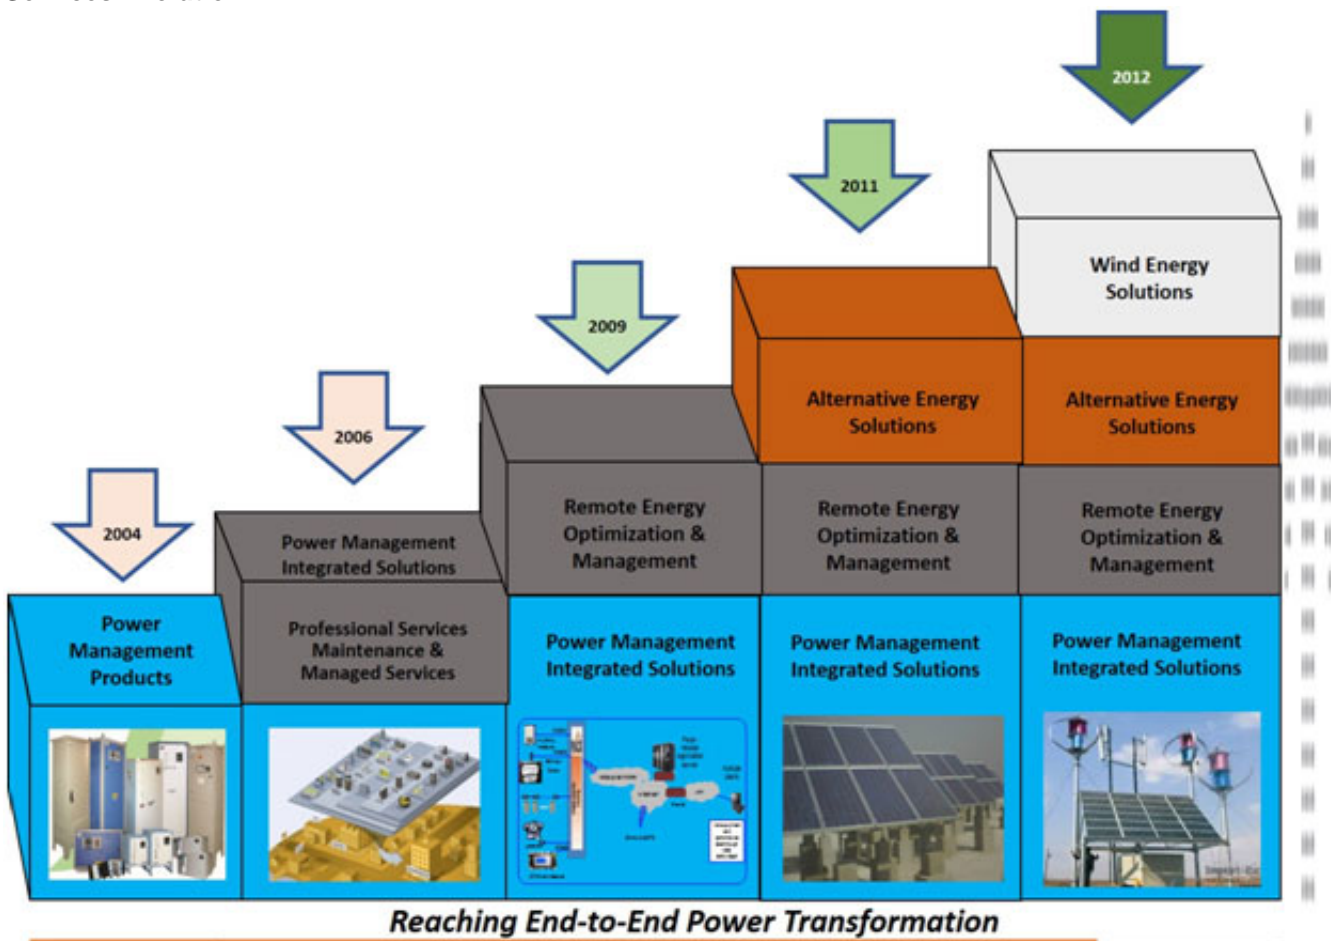 2012
2011
2009
2006
2004
Wind Energy
Solutions
Alternative Energy
Solutions
Alternative Energy
Solutions
Remote Energy
Optimization &
Management
Remote Energy
Optimization &
Management
Remote Energy
Optimization &
Management
Power Management
Integrated Solutions
Power
Management
Products
Professional Services
Maintenance &
Managed Services
Power Management
Integrated Solutions
Power Management
Integrated Solutions
Power Management
Integrated Solutions
Reaching End-to-End Power Transformation